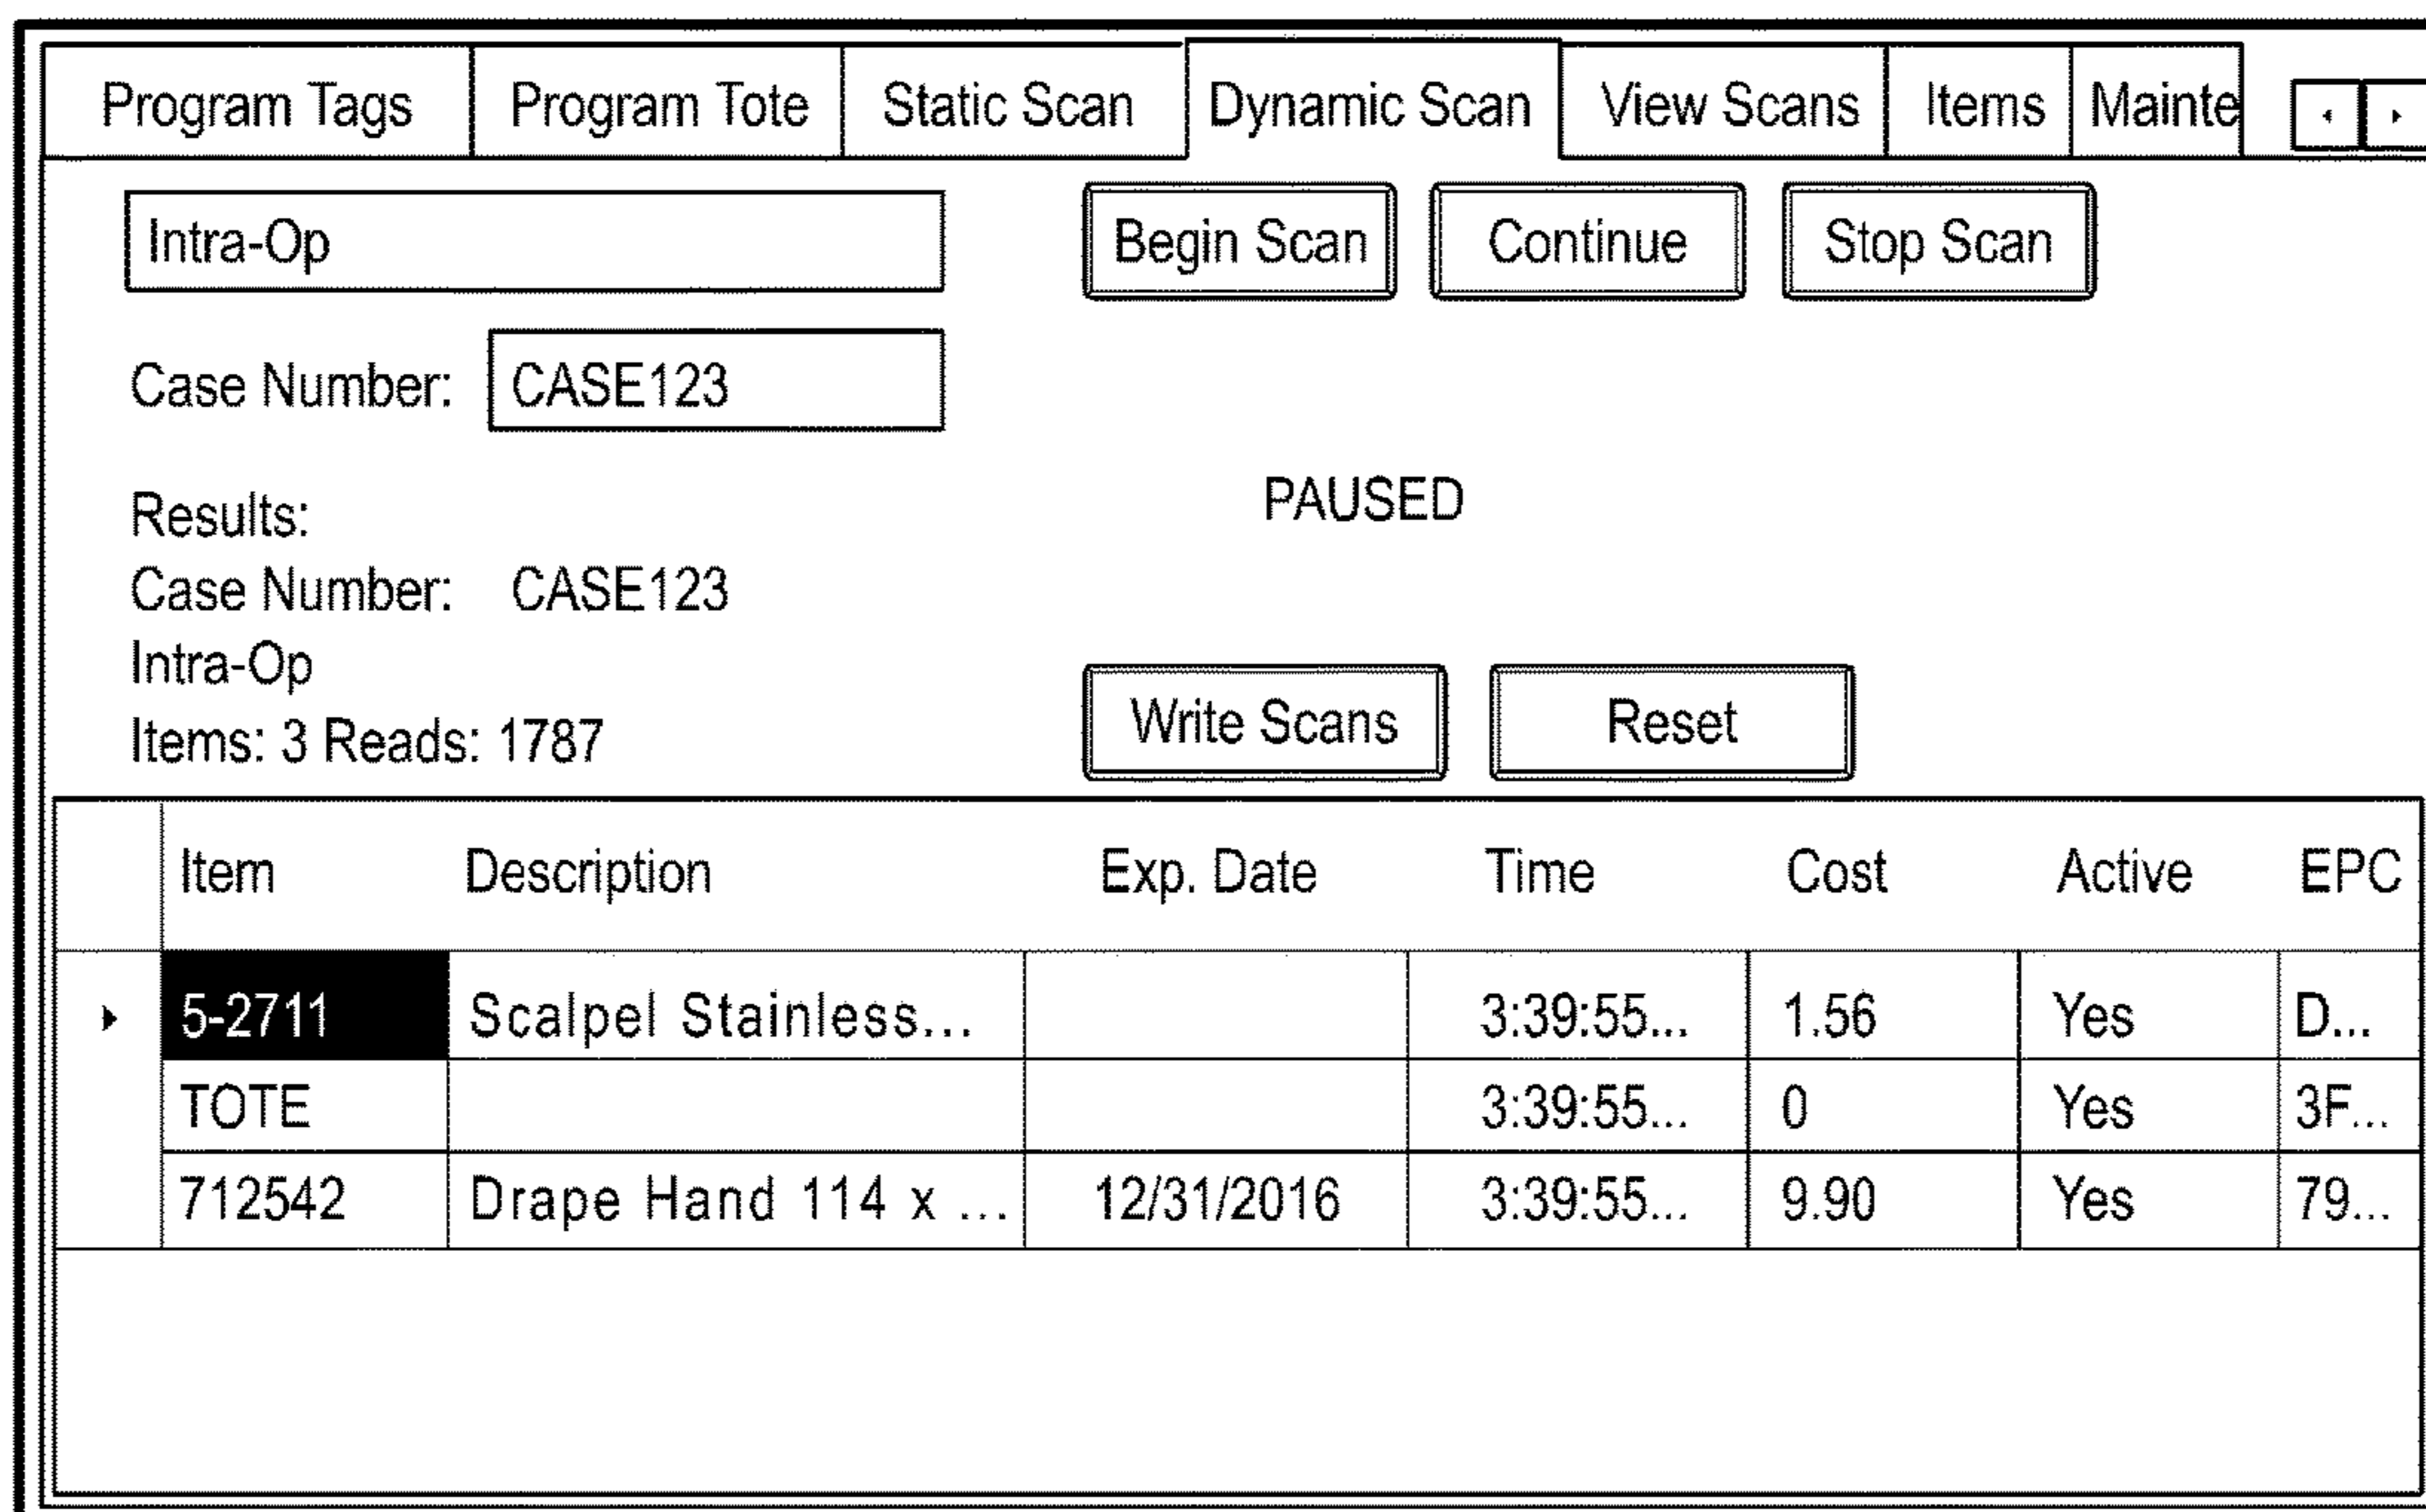 Program Tags Program Tote Static Scan Dynamic Scan View Scans Items Mainte
Intra-Op Begin Scan Continue Stop Scan
Case Number: CASE123
PAUSED
Results:
Case Number: CASE123
Intra-Op
Write Scans Reset
Items: 3 Reads: 1787
Item Description Exp. Date Time Cost Active EPC
5-2711 Scalpel Stainless... 3:39:55... 1.56 Yes D...
TOTE 3:39:55... 0 Yes 3F...
712542 Drape Hand 114 x ... 12/31/2016 3:39:55... 9.90 Yes 79...